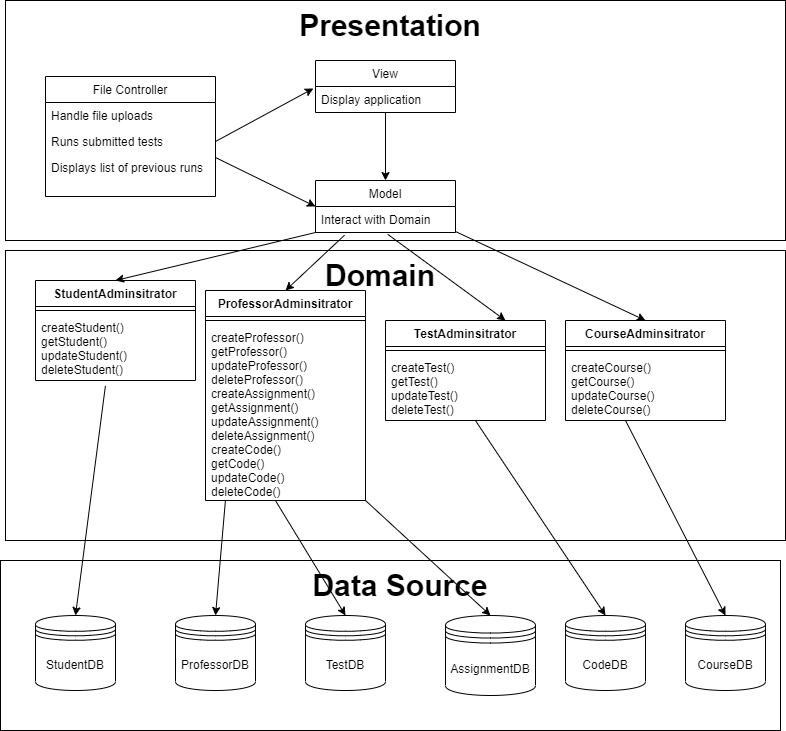 Presentation
File Controller
Handle file uploads
Runs submitted tests
Displays list of previous runs
View
Display application
Model
Interact with Domain
Domain
StudentAdminsitrator
createStudent()
getStudent()
updateStudent()
deleteStudent()
ProfessorAdminsitrator
createProfessor()
getProfessor()
updateProfessor()
deleteProfessor()
createAssignment()
getAssignment()
updateAssignment()
deleteAssignment()
createCode()
getCode()
updateCode()
deleteCode()
TestAdminsitrator
createTest()
getTest()
updateTest()
deleteTest()
CourseAdminsitrator
createCourse()
getCourse()
updateCourse()
deleteCourse()
Data Source
StudentDB
ProfessorDB
TestDB
AssignmentDB
CodeDB
CourseDB